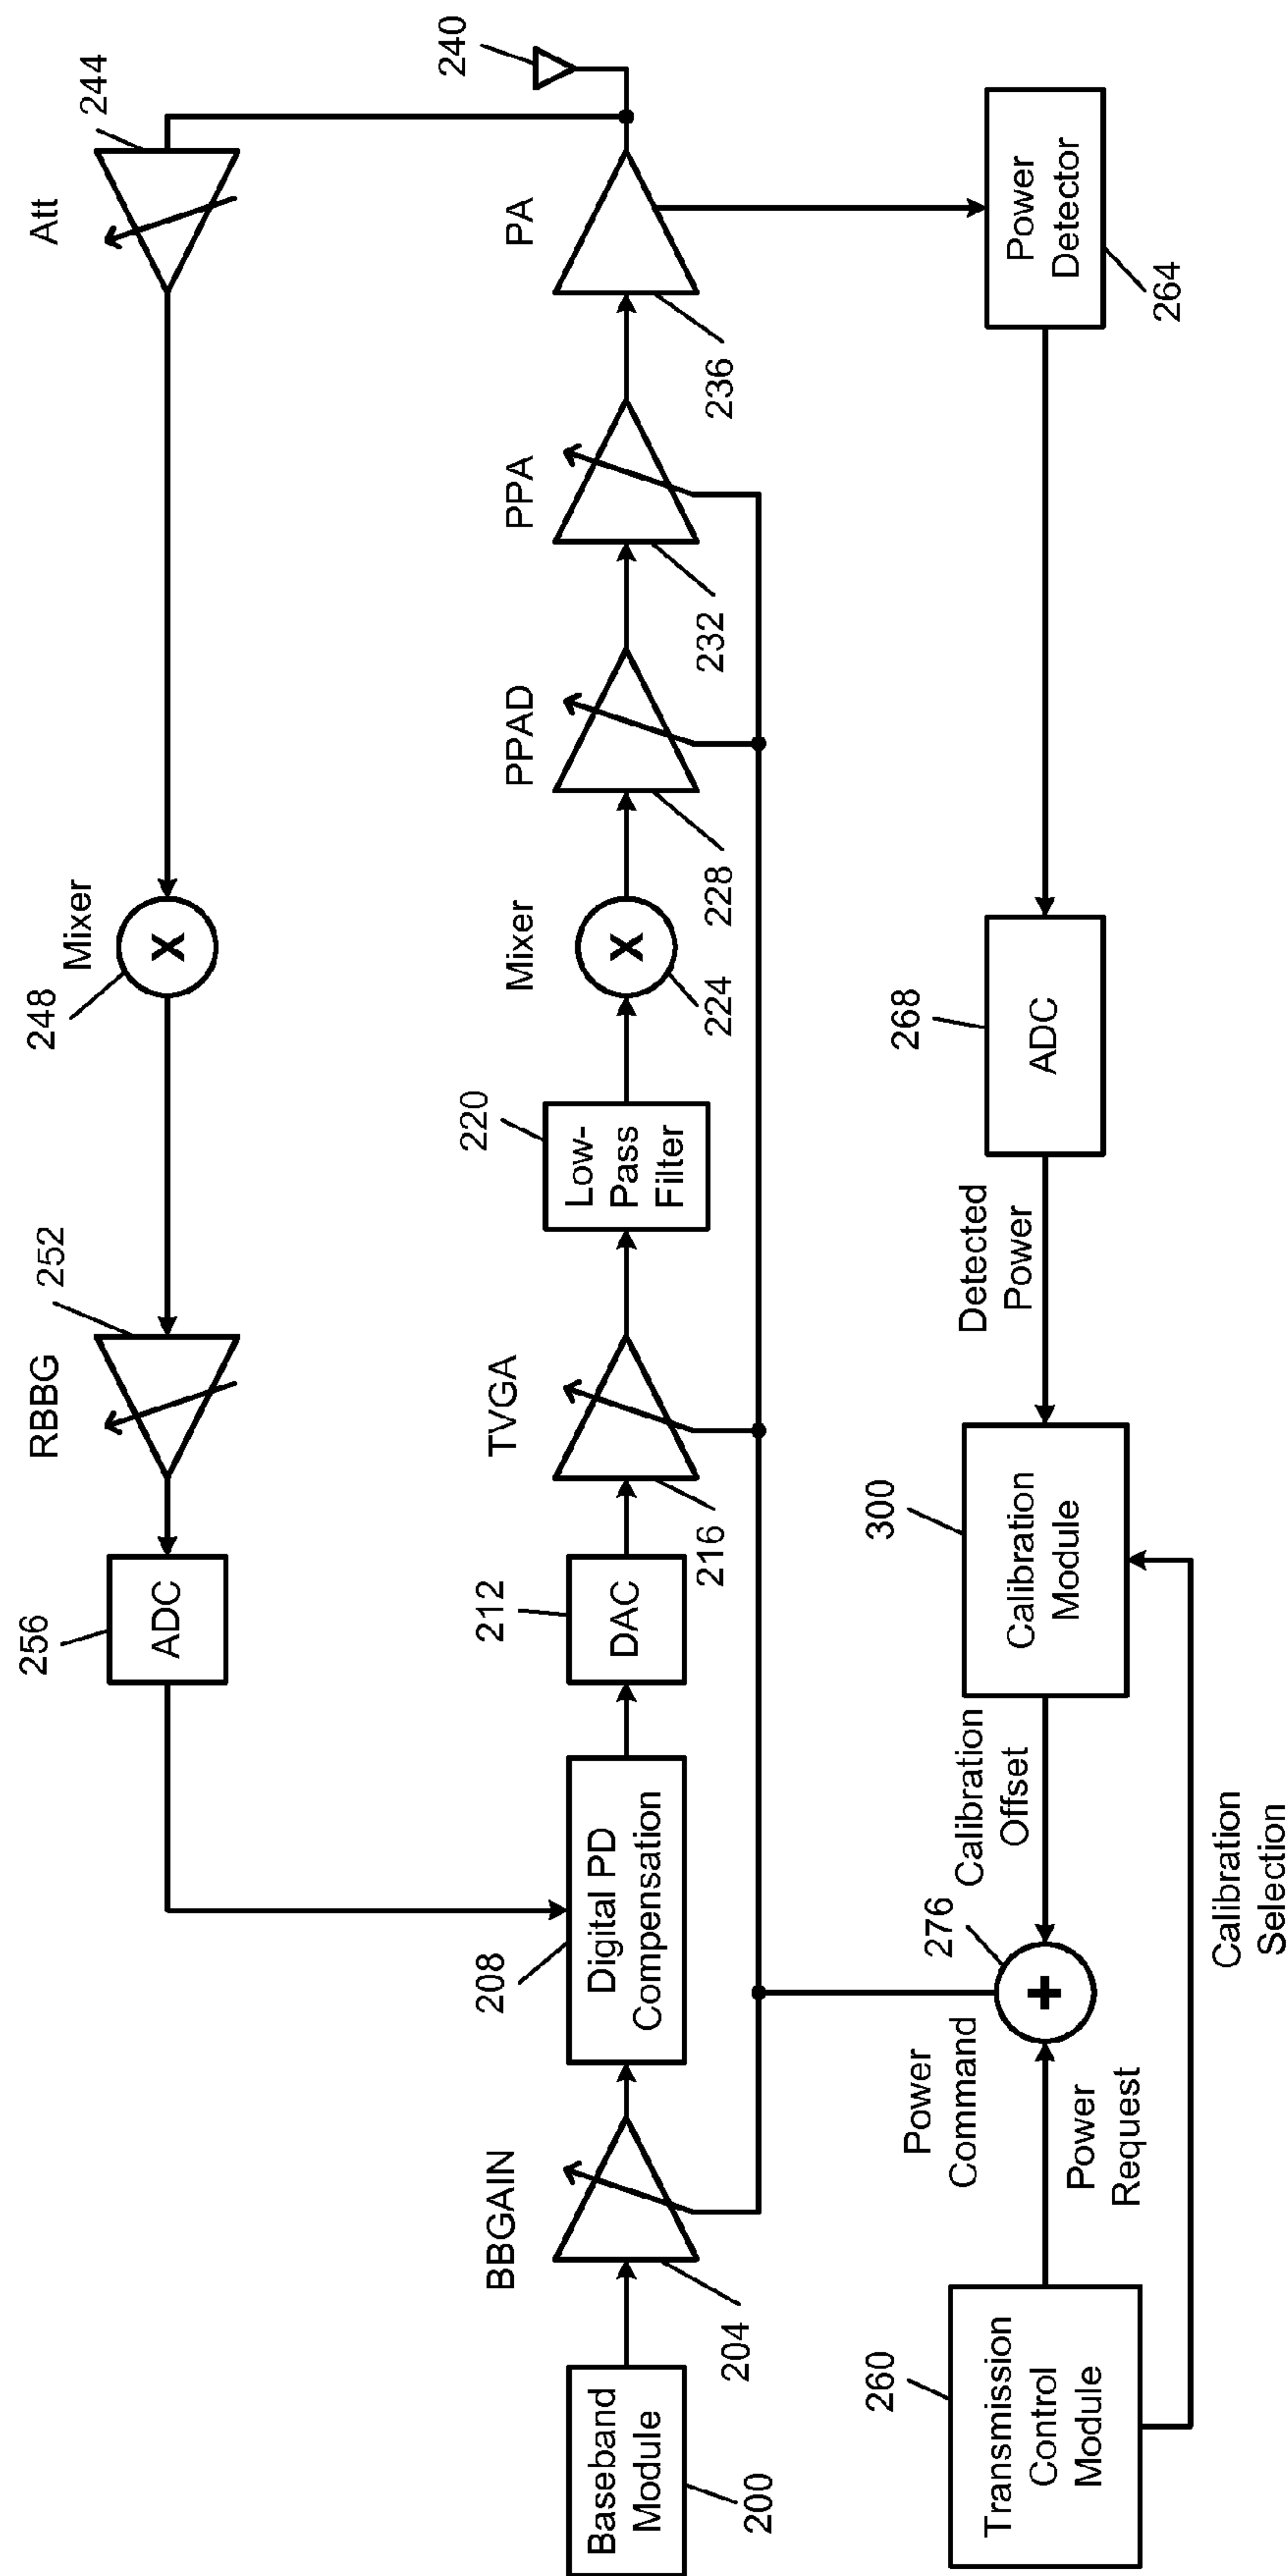 Att
244
240
Mixer
248
RBBG
252
256
ADC
BBGAIN
208
Digital PD
Compensation
212
DAC
TVGA
216
220
Low-
Pass
Filter
Mixer
224
PPAD
228
PPA
232
PA
236
Baseband
Module
200
204
260
Transmission
Control
Module
Power
Command
Power
Request
276
Calibration
Offset
300
Calibration
Module
Detected
Power
268
ADC
Power
Detector
264
Calibration
Selection